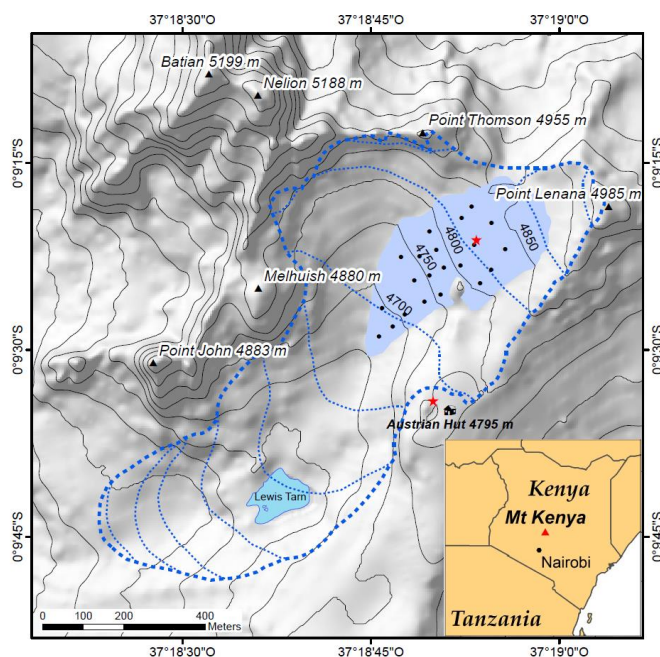 37°18'30"O
37°18'45"O
37°19'0"O
Batian 5199 m
Nelion 5188 m
Point Thomson 4955 m
0°9'15"S
0°9'15"S
Point Lenana 4985 m
4850
4800
4750
4700
Melhuish 4880 m
0°9'30"S
0°9'30"S
Point John 4883 m
Austrian Hut 4795 m
Lewis Tarn
0°9'45"S
0°9'45"S
Kenya
Mt Kenya
Nairobi
Tanzania
0 100 200 400
Meters
37°18'30"O
37°18'45"O
37°19'0"O